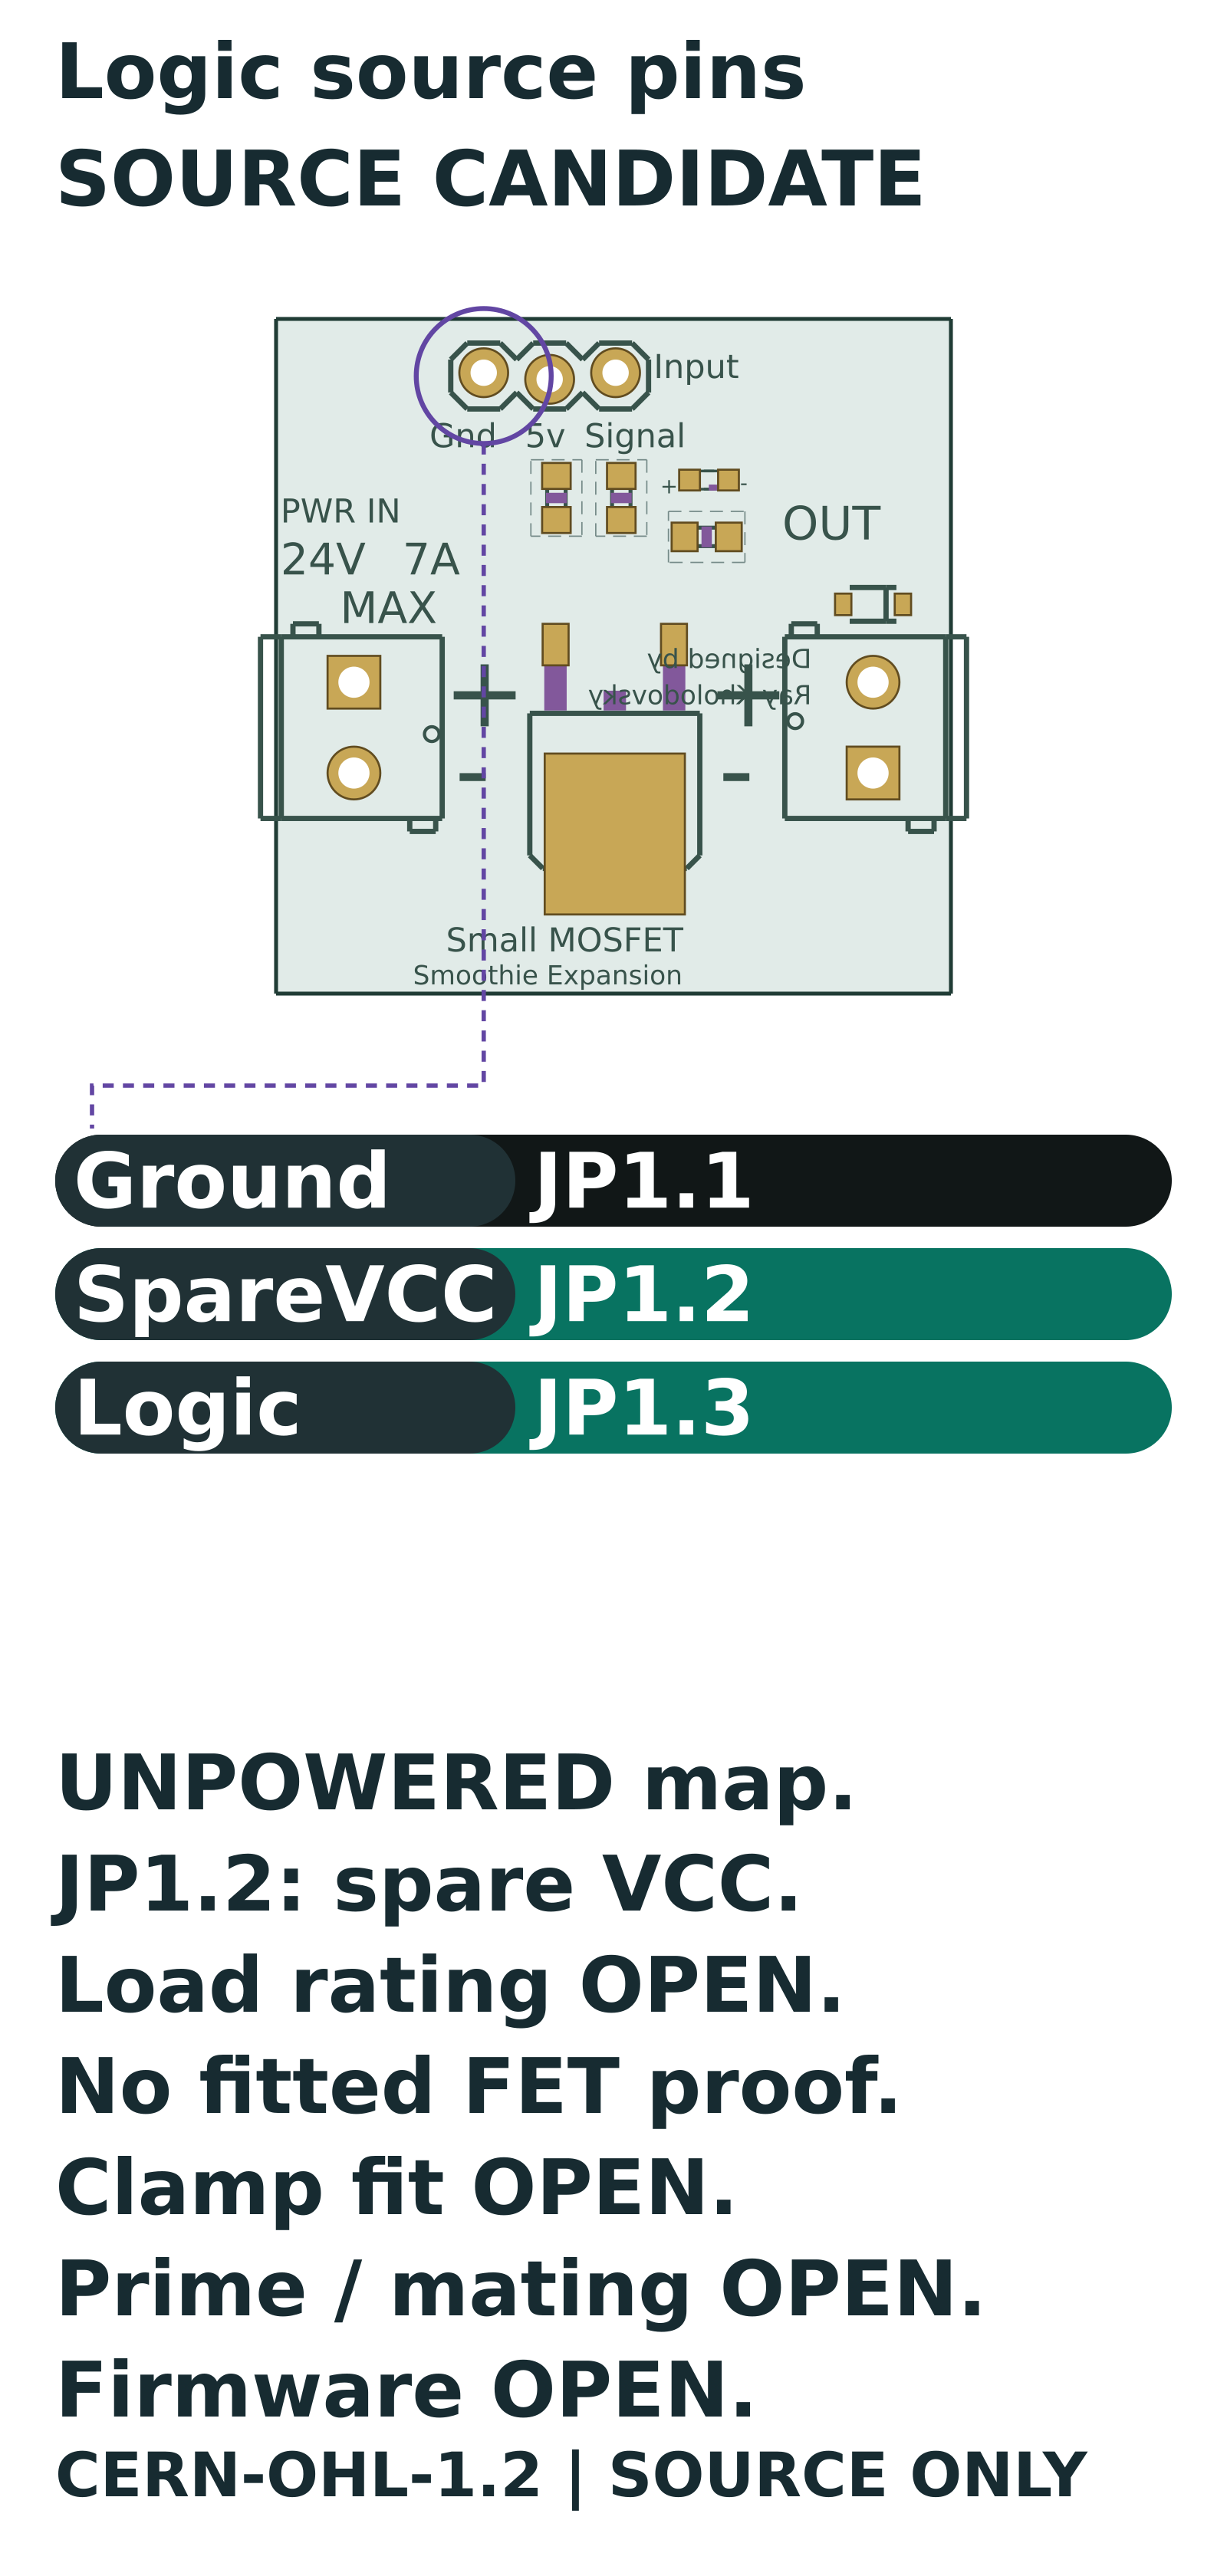 Logic source pins
SOURCE CANDIDATE
Input
Gnd 5v Signal
+ -
PWR IN
OUT
24V 7A
MAX
Designed by
Ray Kholodovsky
+ +
- -
Small MOSFET
Smoothie Expansion
Ground JP1.1
SpareVCC JP1.2
Logic JP1.3
UNPOWERED map.
JP1.2: spare VCC.
Load rating OPEN.
No fitted FET proof.
Clamp fit OPEN.
Prime / mating OPEN.
Firmware OPEN.
CERN-OHL-1.2 | SOURCE ONLY